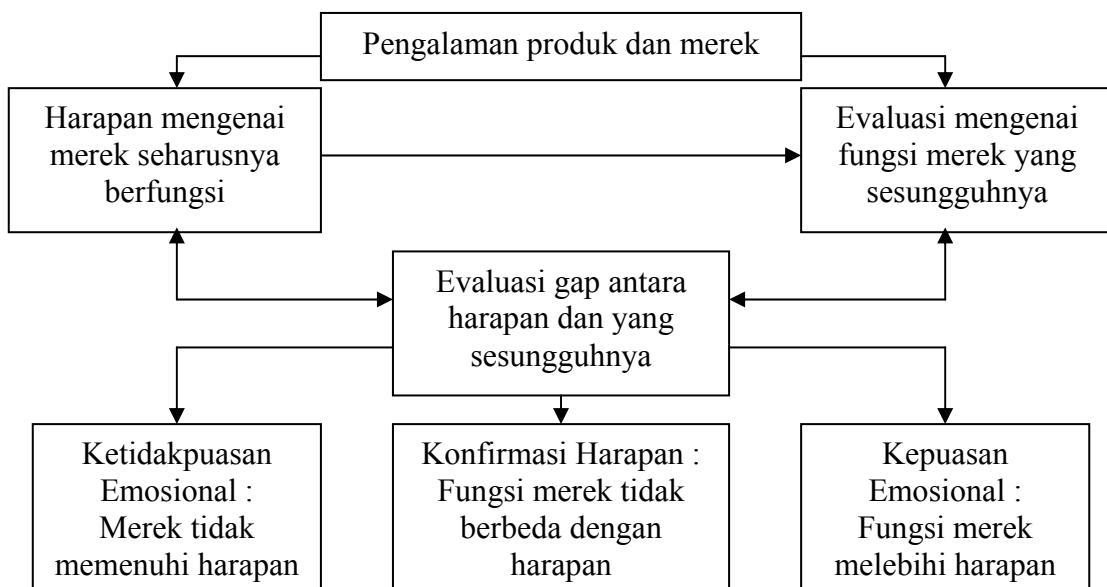 Pengalaman produk dan merek
Harapan mengenai
merek seharusnya
berfungsi
Evaluasi mengenai
fungsi merek yang
sesungguhnya
Evaluasi gap antara
harapan dan yang
sesungguhnya
Ketidakpuasan
Emosional :
Merek tidak
memenuhi harapan
Konfirmasi Harapan :
Fungsi merek tidak
berbeda dengan
harapan
Kepuasan
Emosional :
Fungsi merek
melebihi harapan